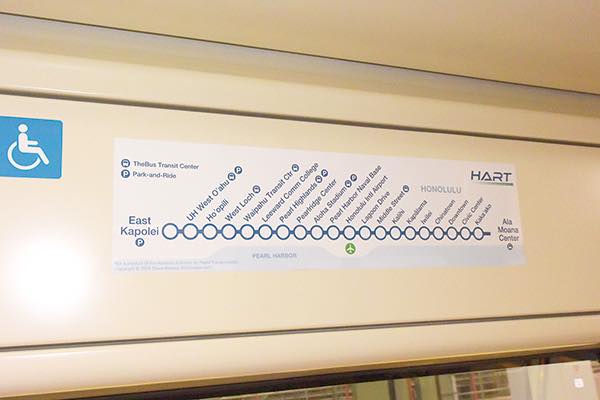 TheBus Transit Center
Park-and-Ride
HART
HONOLULU
East
Kapolei
P
UH West O'ahu P
Ho'opili
West Loch
Waipahu Transit Ctr
Leeward Comm College
Pearl Highlands P
Pearlridge Center
Aloha Stadium P
Pearl Harbor Naval Base
Honolulu Intl Airport
Lagoon Drive
Middle Street
Kalihi
Kapālama
Iwilei
Chinatown
Downtown
Civic Center
Kaka'ako
Ala
Moana
Center
PEARL HARBOR